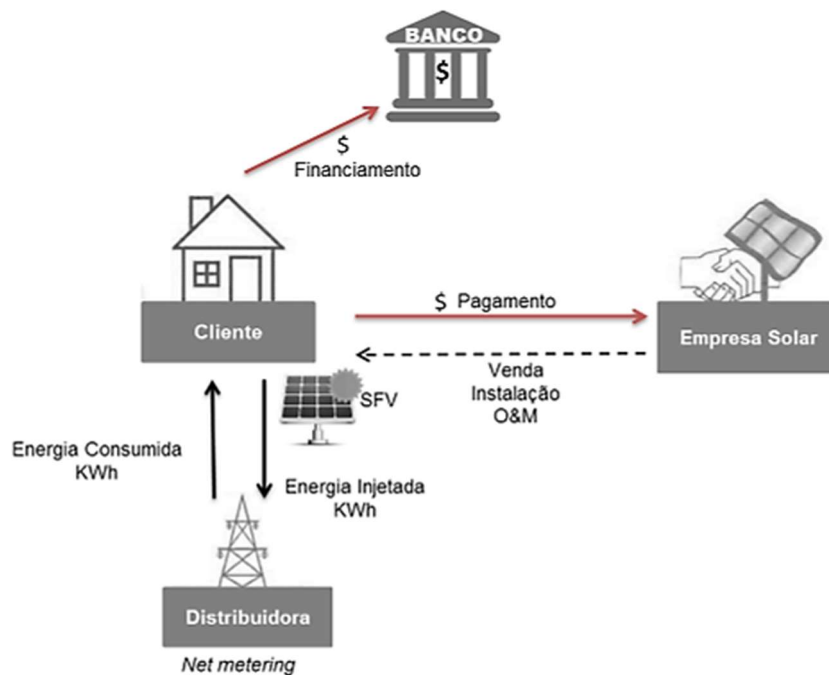 BANCO
$
$
Financiamento
$ Pagamento
Cliente
Empresa Solar
Venda
Instalação
O&M
SFV
Energia Consumida
KWh
Energia Injetada
KWh
Distribuidora
Net metering